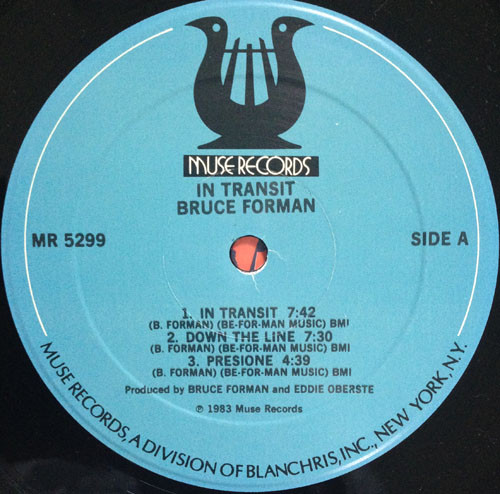 MUSE RECORDS
IN TRANSIT
BRUCE FORMAN
MR 5299
SIDE A
1. IN TRANSIT 7:42
(B. FORMAN) (BE-FOR-MAN MUSIC) BMI
2. DOWN THE LINE 7:30
(B. FORMAN) (BE-FOR-MAN MUSIC) BMI
3. PRESIONE 4:39
(B. FORMAN) (BE-FOR-MAN MUSIC) BMI
Produced by BRUCE FORMAN and EDDIE OBERSTE
℗ 1983 Muse Records
MUSE RECORDS, A DIVISION OF BLANCHRIS, INC., NEW YORK, N.Y.